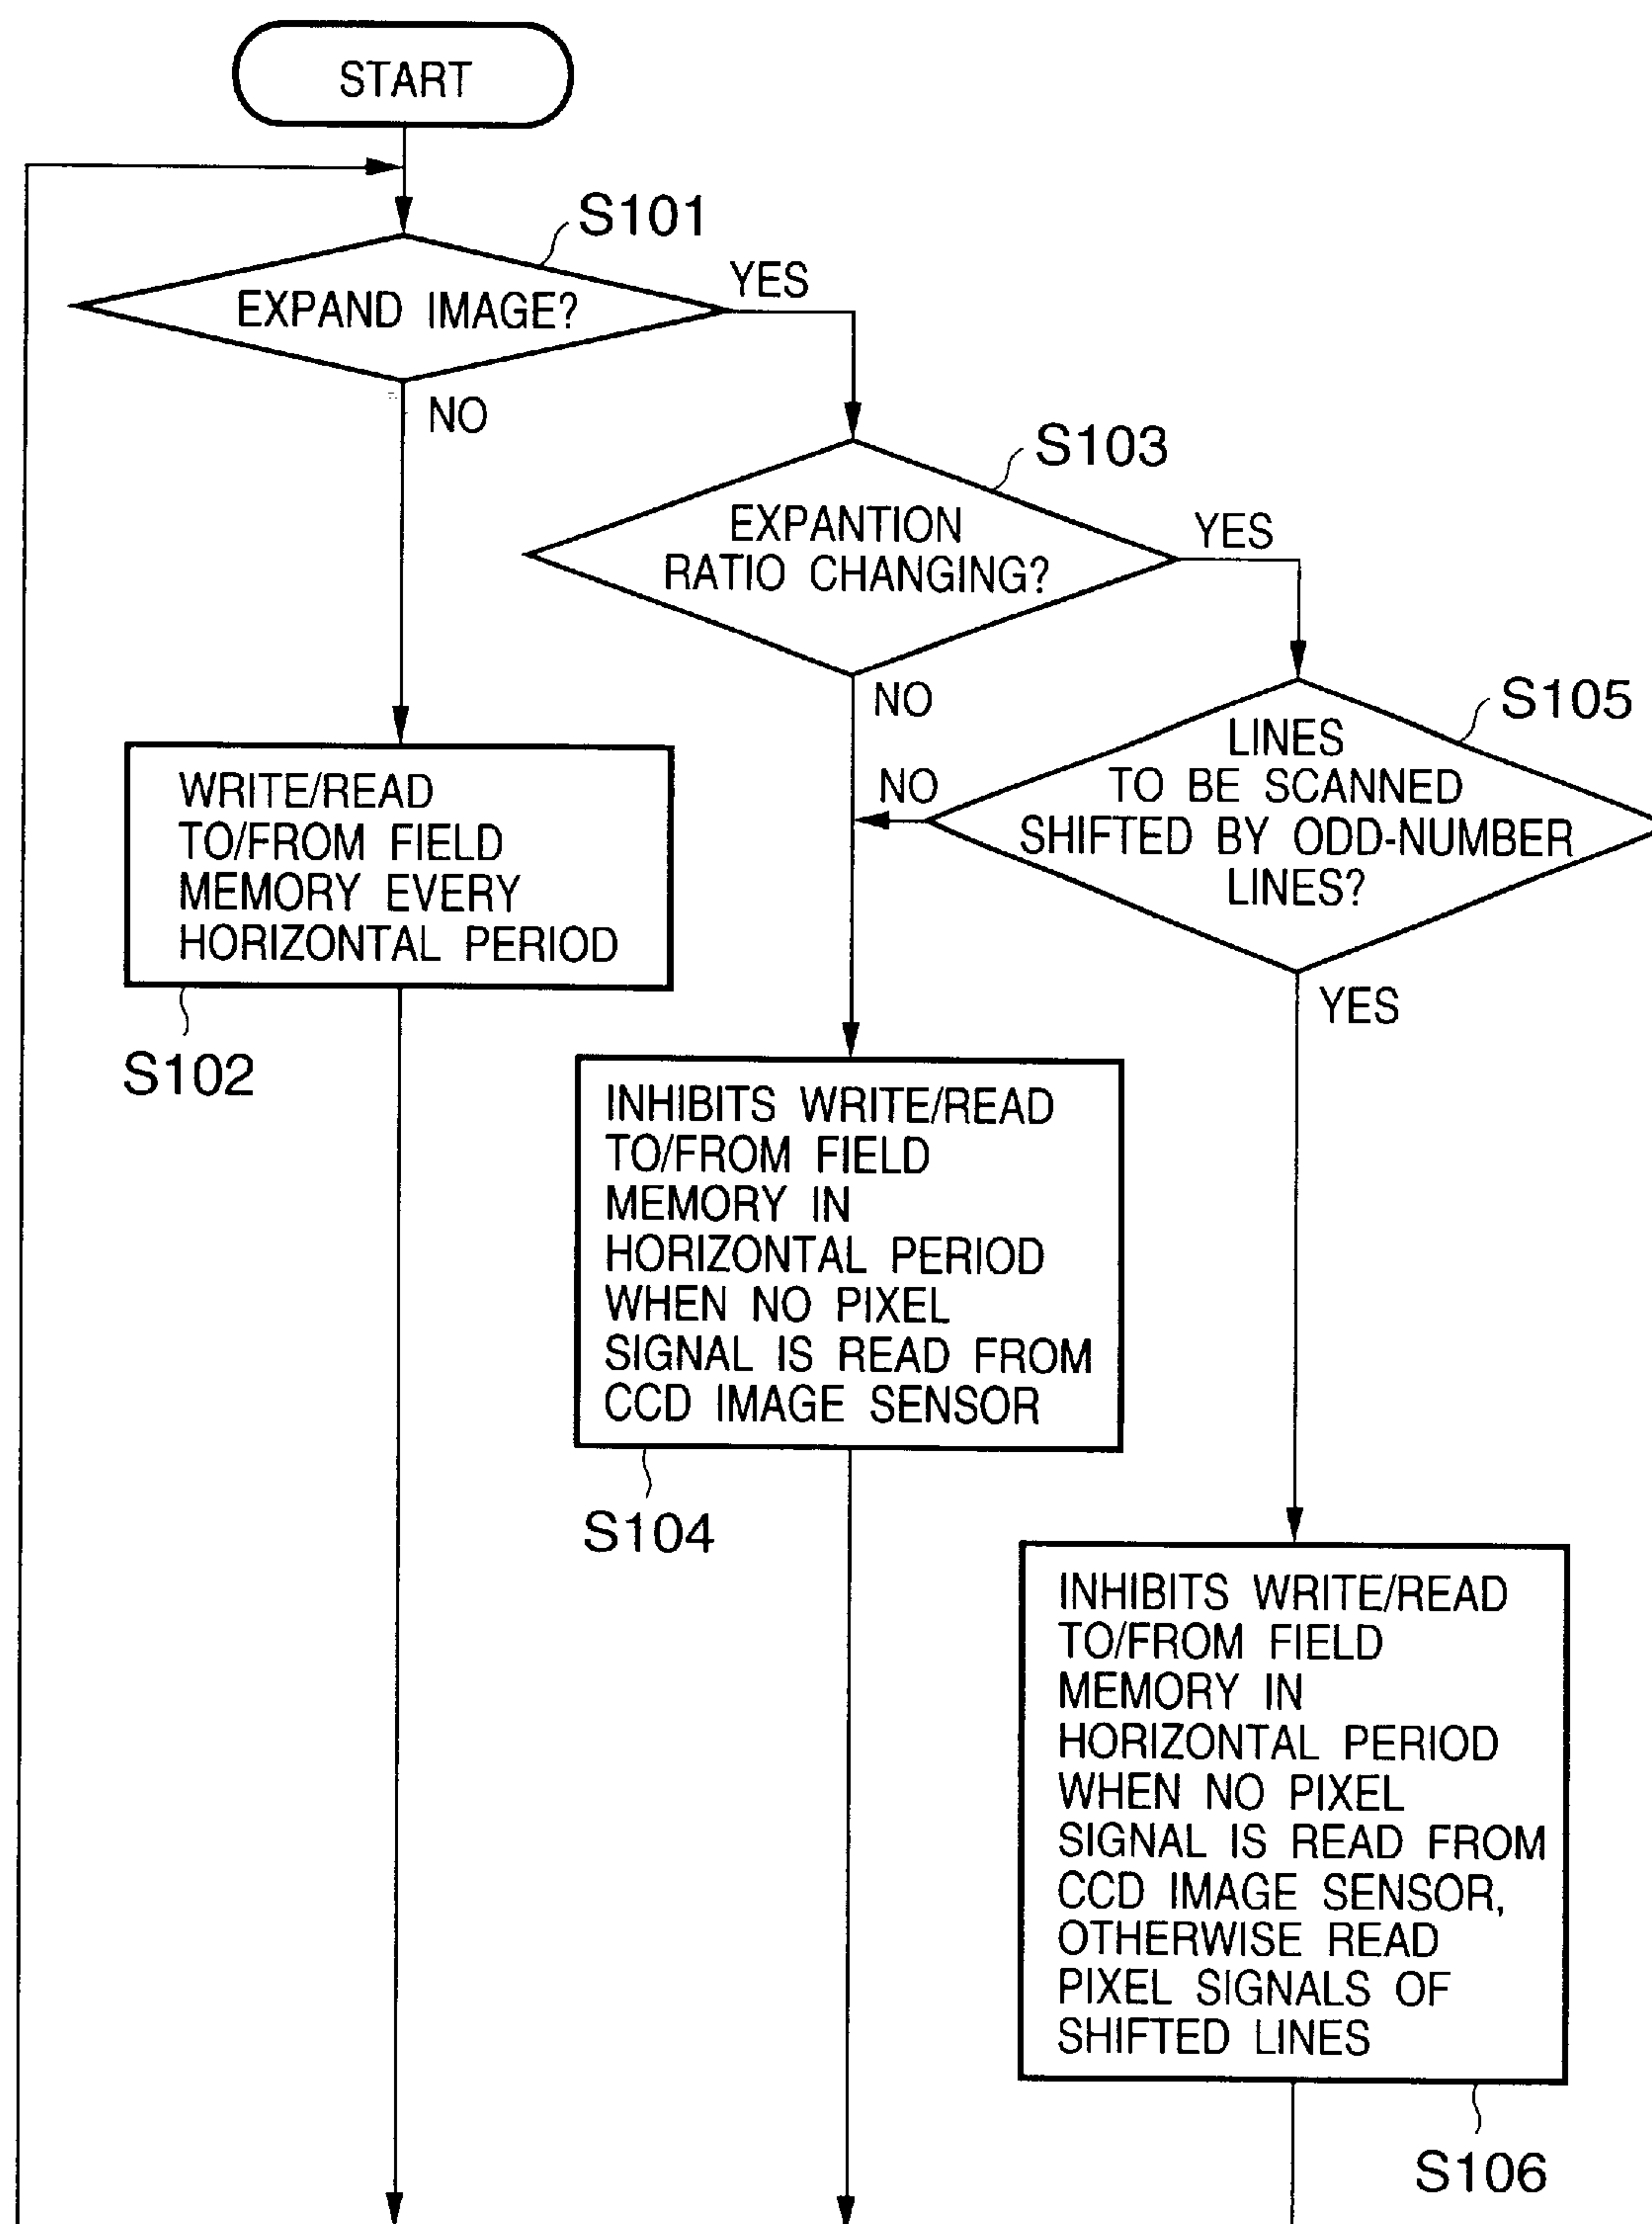 START
S101
EXPAND IMAGE?
YES
NO
S103
EXPANTION
RATIO CHANGING?
YES
NO
S105
LINES
TO BE SCANNED
SHIFTED BY ODD-NUMBER
LINES?
NO
YES
WRITE/READ
TO/FROM FIELD
MEMORY EVERY
HORIZONTAL PERIOD
S102
INHIBITS WRITE/READ
TO/FROM FIELD
MEMORY IN
HORIZONTAL PERIOD
WHEN NO PIXEL
SIGNAL IS READ FROM
CCD IMAGE SENSOR
S104
INHIBITS WRITE/READ
TO/FROM FIELD
MEMORY IN
HORIZONTAL PERIOD
WHEN NO PIXEL
SIGNAL IS READ FROM
CCD IMAGE SENSOR,
OTHERWISE READ
PIXEL SIGNALS OF
SHIFTED LINES
S106